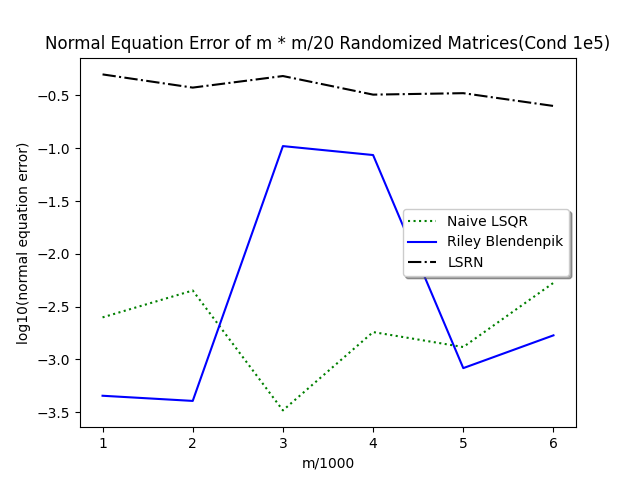 Normal Equation Error of m * m/20 Randomized Matrices(Cond 1e5)
log10(normal equation error)
−0.5
−1.0
−1.5
−2.0
−2.5
−3.0
−3.5
Naive LSQR
Riley Blendenpik
LSRN
1 2 3 4 5 6
m/1000